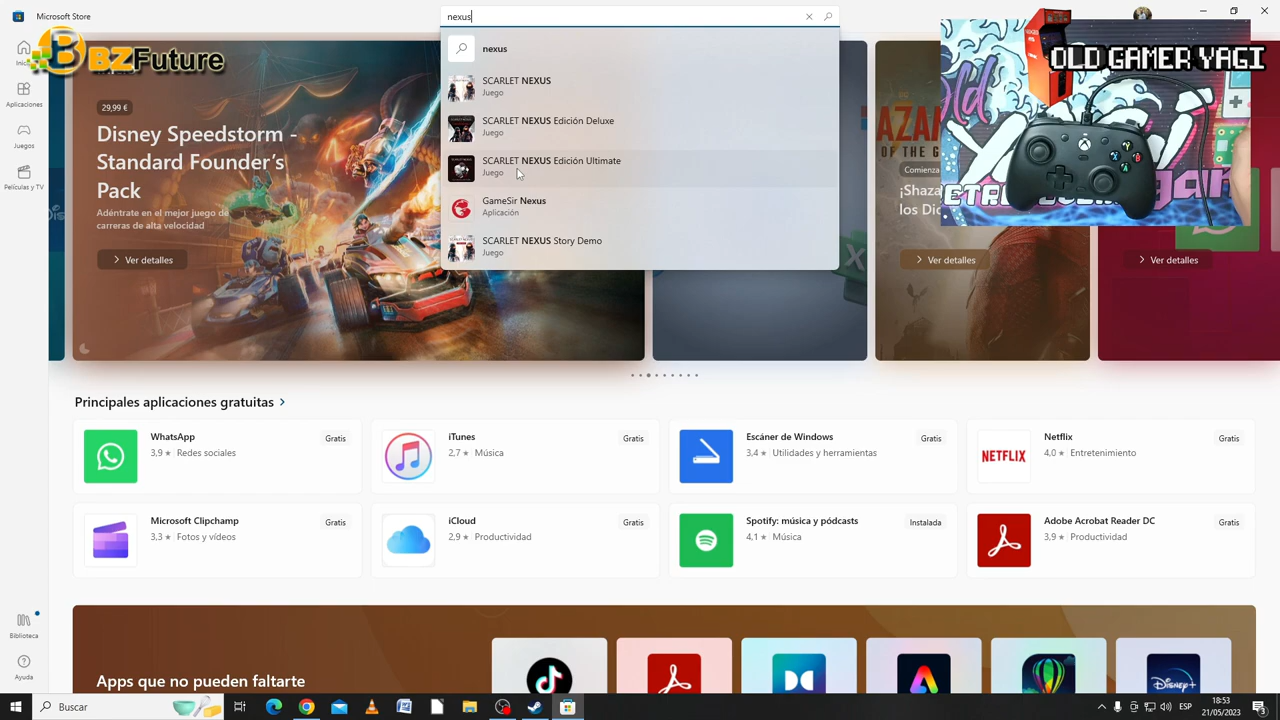 Microsoft Store
nexus
nexus
SCARLET NEXUS
Juego
SCARLET NEXUS Edición Deluxe
Juego
SCARLET NEXUS Edición Ultimate
Juego
GameSir Nexus
Aplicación
SCARLET NEXUS Story Demo
Juego
BZFuture
OLD GAMER YAGI
Aplicaciones
Juegos
Películas y TV
29,99 €
Disney Speedstorm -
Standard Founder's
Pack
Adéntrate en el mejor juego de
carreras de alta velocidad
Ver detalles
Comienza
¡Shaza
los Dio
Ver detalles
Ver detalles
Principales aplicaciones gratuitas
WhatsApp
3,9 ★ Redes sociales
Gratis
iTunes
2,7 ★ Música
Gratis
Escáner de Windows
3,4 ★ Utilidades y herramientas
Gratis
Netflix
4,0 ★ Entretenimiento
Gratis
NETFLIX
Microsoft Clipchamp
3,3 ★ Fotos y vídeos
Gratis
iCloud
2,9 ★ Productividad
Gratis
Spotify: música y pódcasts
4,1 ★ Música
Instalada
Adobe Acrobat Reader DC
3,9 ★ Productividad
Gratis
Biblioteca
Ayuda
Apps que no pueden faltarte
Disney+
Buscar
ESP
18:53
21/05/2023